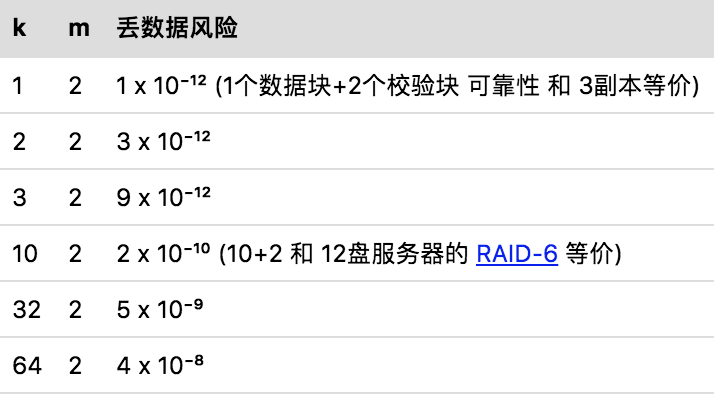 k m 丢数据风险
1 2 1 x 10⁻¹² (1个数据块+2个校验块 可靠性 和 3副本等价)
2 2 3 x 10⁻¹²
3 2 9 x 10⁻¹²
10 2 2 x 10⁻¹⁰ (10+2 和 12盘服务器的 RAID-6 等价)
32 2 5 x 10⁻⁹
64 2 4 x 10⁻⁸